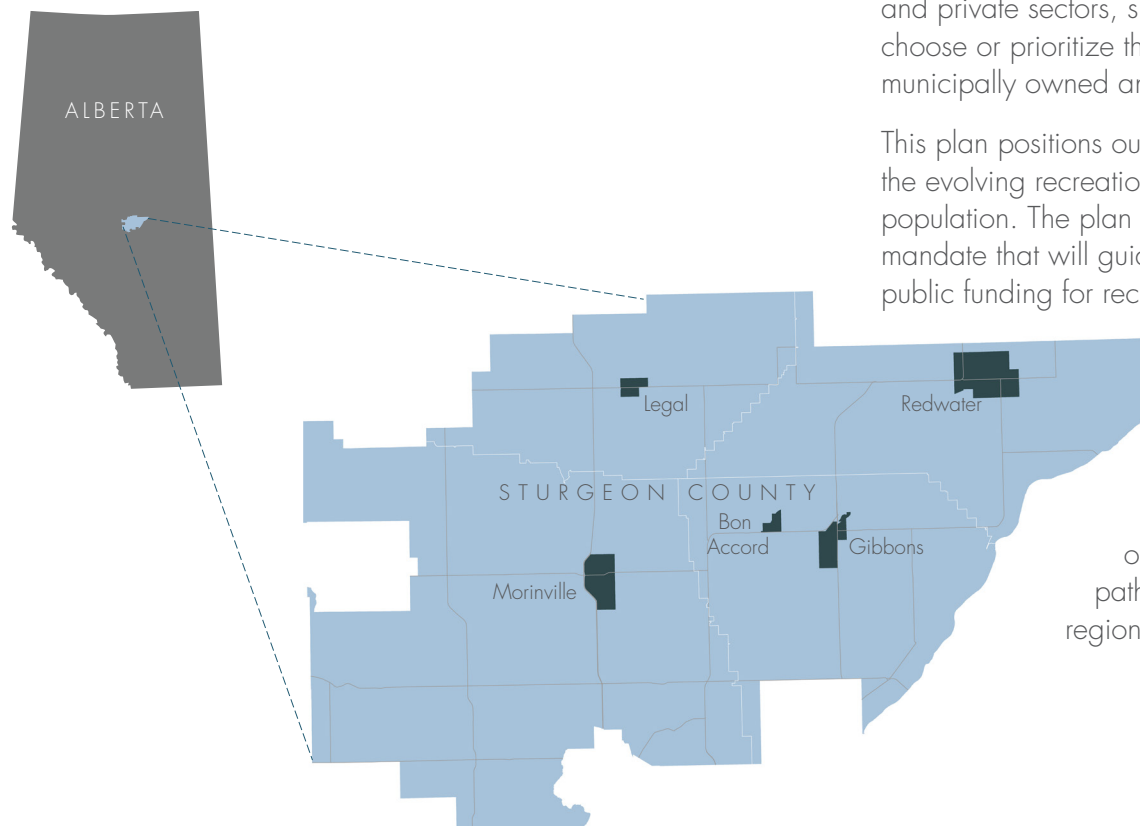 and private sectors, s
choose or prioritize th
municipally owned a
This plan positions ou
the evolving recreatio
population. The plan
mandate that will guid
public funding for rec
ALBERTA
Legal
Redwater
STURGEON COUNTY
Bon
Accord
Gibbons
Morinville
o
path
region